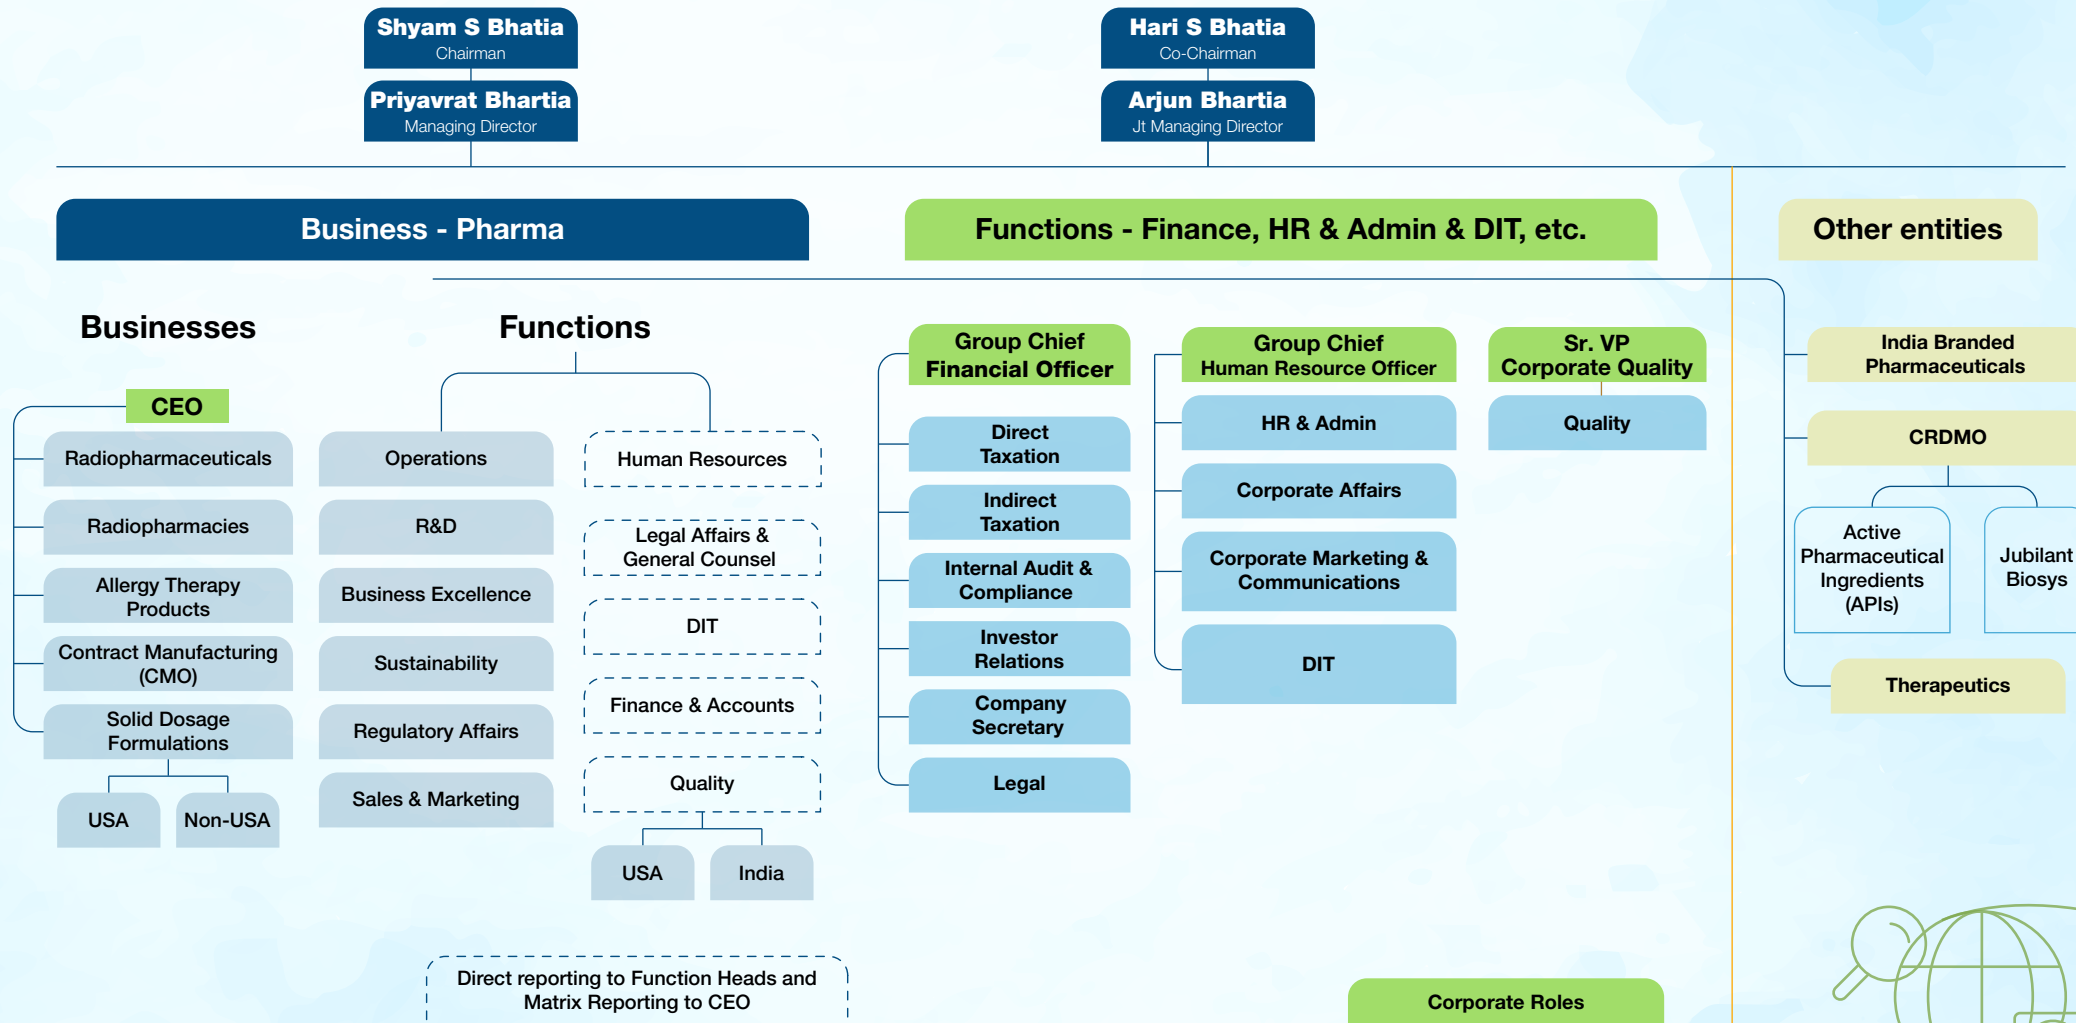 Shyam S Bhatia
Chairman
Priyavrat Bhartia
Managing Director
Hari S Bhatia
Co-Chairman
Arjun Bhartia
Jt Managing Director
Business - Pharma
Functions - Finance, HR & Admin & DIT, etc.
Other entities
Businesses
CEO
Radiopharmaceuticals
Radiopharmacies
Allergy Therapy
Products
Contract Manufacturing
(CMO)
Solid Dosage
Formulations
USA
Non-USA
Functions
Operations
R&D
Business Excellence
Sustainability
Regulatory Affairs
Sales & Marketing
Human Resources
Legal Affairs &
General Counsel
DIT
Finance & Accounts
Quality
USA
India
Group Chief
Financial Officer
Direct
Taxation
Indirect
Taxation
Internal Audit &
Compliance
Investor
Relations
Company
Secretary
Legal
Group Chief
Human Resource Officer
HR & Admin
Corporate Affairs
Corporate Marketing &
Communications
DIT
Sr. VP
Corporate Quality
Quality
India Branded
Pharmaceuticals
CRDMO
Active
Pharmaceutical
Ingredients
(APIs)
Jubilant
Biosys
Therapeutics
Direct reporting to Function Heads and
Matrix Reporting to CEO
Corporate Roles